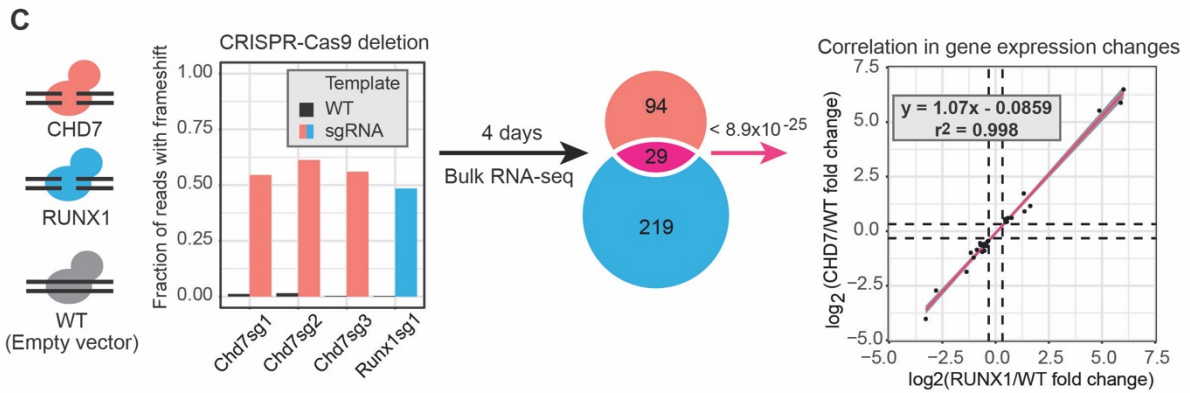 C
CHD7
RUNX1
WT
(Empty vector)
CRISPR-Cas9 deletion
Fraction of reads with frameshift
1.00
0.75
0.50
0.25
0.00
Template
WT
sgRNA
Chd7sg1
Chd7sg2
Chd7sg3
Runx1sg1
4 days
Bulk RNA-seq
94
29
219
< 8.9x10-25
Correlation in gene expression changes
log2 (CHD7/WT fold change)
7.5
5.0
2.5
0.0
−2.5
−5.0
y = 1.07x - 0.0859
r2 = 0.998
−5.0 −2.5 0.0 2.5 5.0 7.5
log2(RUNX1/WT fold change)